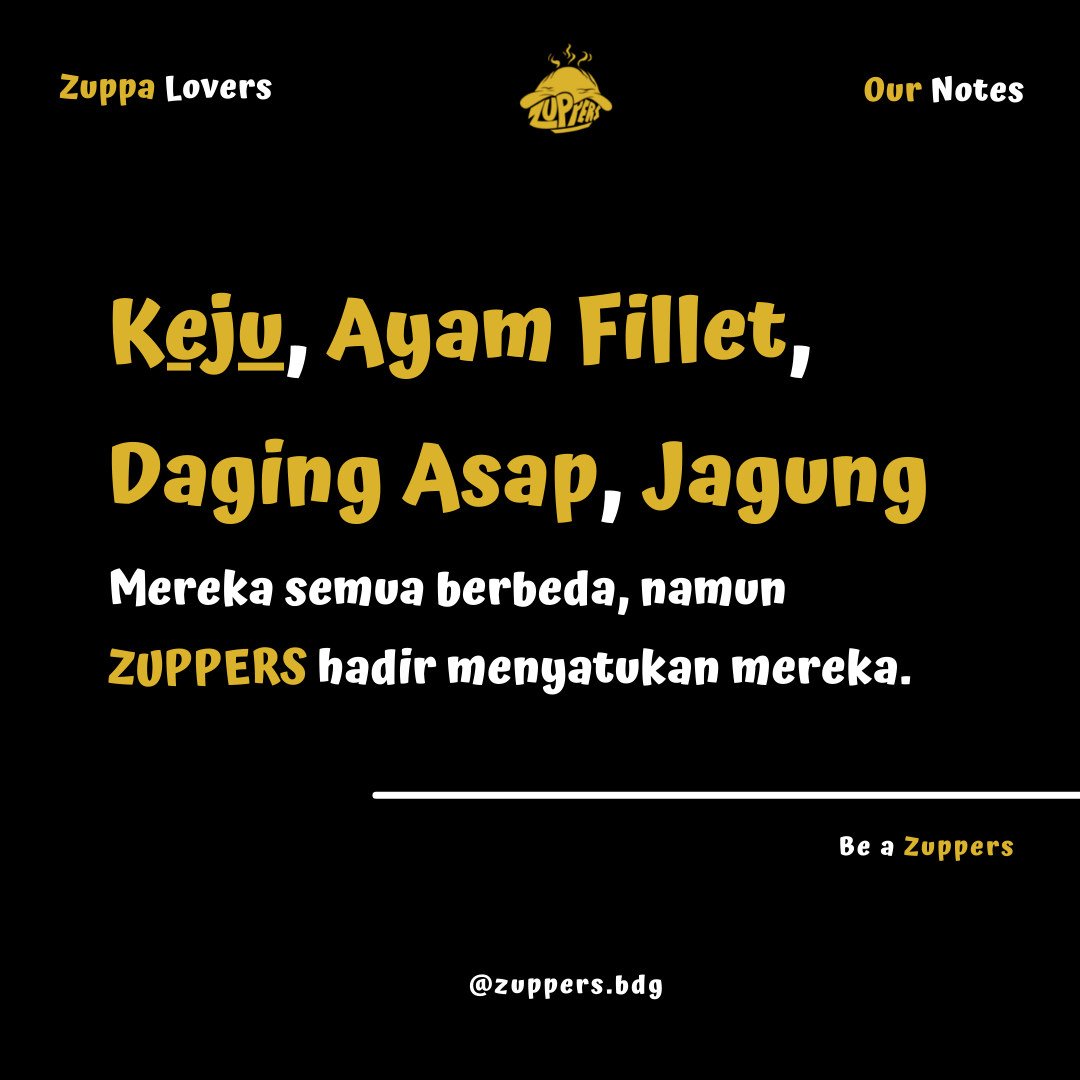 Zuppa Lovers
ZUPPERS
Our Notes
Keju, Ayam Fillet,
Daging Asap, Jagung
Mereka semua berbeda, namun
ZUPPERS hadir menyatukan mereka.
Be a Zuppers
@zuppers.bdg